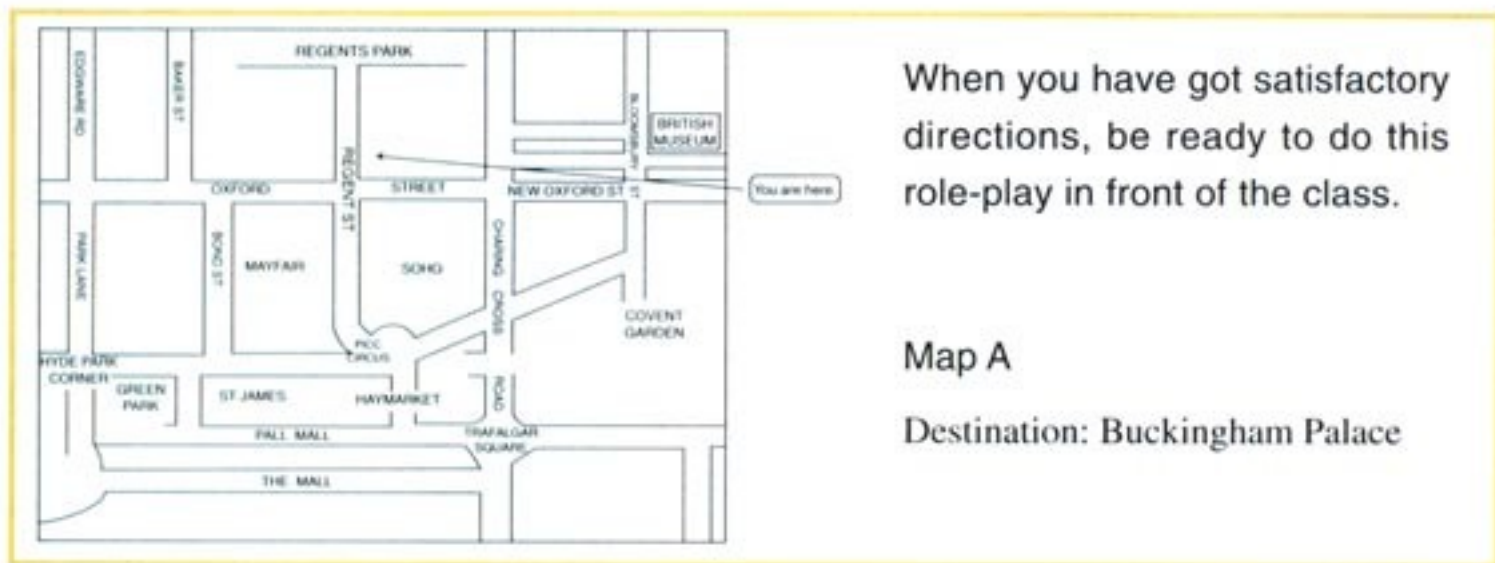 REGENTS PARK
EDGWARE RD
BAKER ST
BLOOMSBURY ST
BRITISH
MUSEUM
REGENT ST
OXFORD
STREET
NEW OXFORD ST
You are here
PARK LANE
BOND ST
MAYFAIR
SOHO
CHARING CROSS ROAD
COVENT
GARDEN
PICC
CIRCUS
HYDE PARK
CORNER
GREEN
PARK
ST JAMES
HAYMARKET
PALL MALL
TRAFALGAR
SQUARE
THE MALL
When you have got satisfactory
directions, be ready to do this
role-play in front of the class.
Map A
Destination: Buckingham Palace